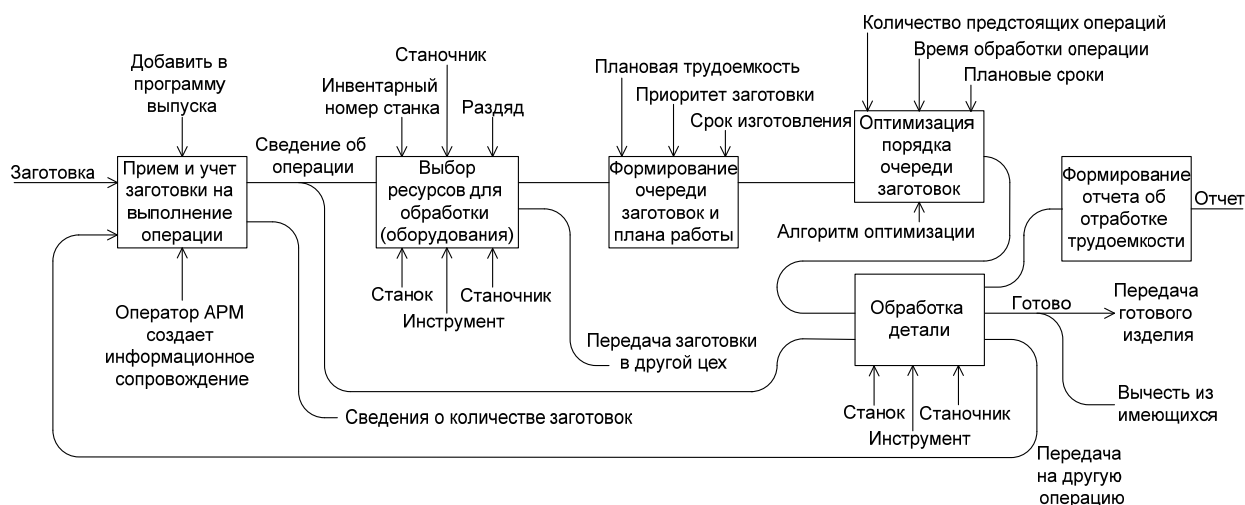 Количество предстоящих операций
Время обработки операции
Плановые сроки
Станочник
Добавить в
программу
выпуска
Инвентарный
номер станка
Раздяд
Плановая трудоемкость
Приоритет заготовки
Срок изготовления
Заготовка
Прием и учет
заготовки на
выполнение
операции
Сведение об
операции
Выбор
ресурсов для
обработки
(оборудования)
Формирование
очереди
заготовок и
плана работы
Оптимизация
порядка
очереди
заготовок
Формирование
отчета об
отработке
трудоемкости
Отчет
Алгоритм оптимизации
Оператор АРМ
создает
информационное
сопровождение
Станок
Инструмент
Станочник
Передача заготовки
в другой цех
Сведения о количестве заготовок
Обработка
детали
Готово
Передача
готового
изделия
Станок
Инструмент
Станочник
Вычесть из
имеющихся
Передача
на другую
операцию